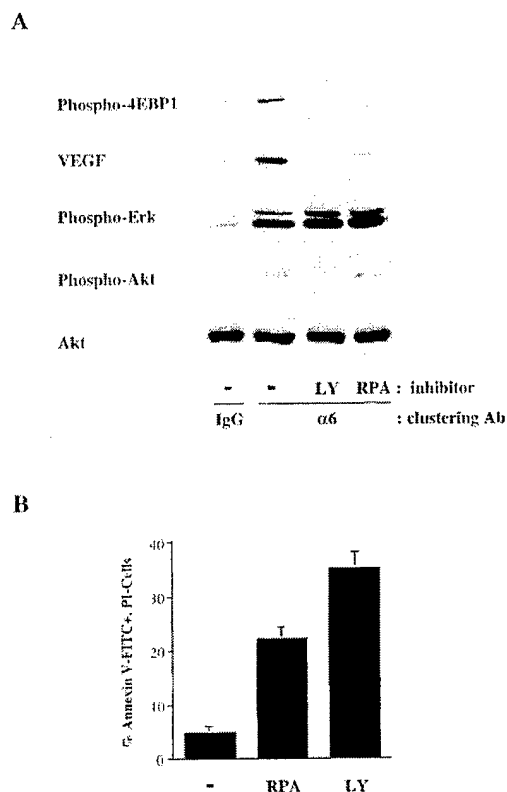 A
Phospho-4EBP1
VEGF
Phospho-Erk
Phospho-Akt
Akt
- - LY RPA : inhibitor
IgG α6 : clustering Ab
B
% Annexin V-FITC+, PI-Cells
40
30
20
10
0
- RPA LY